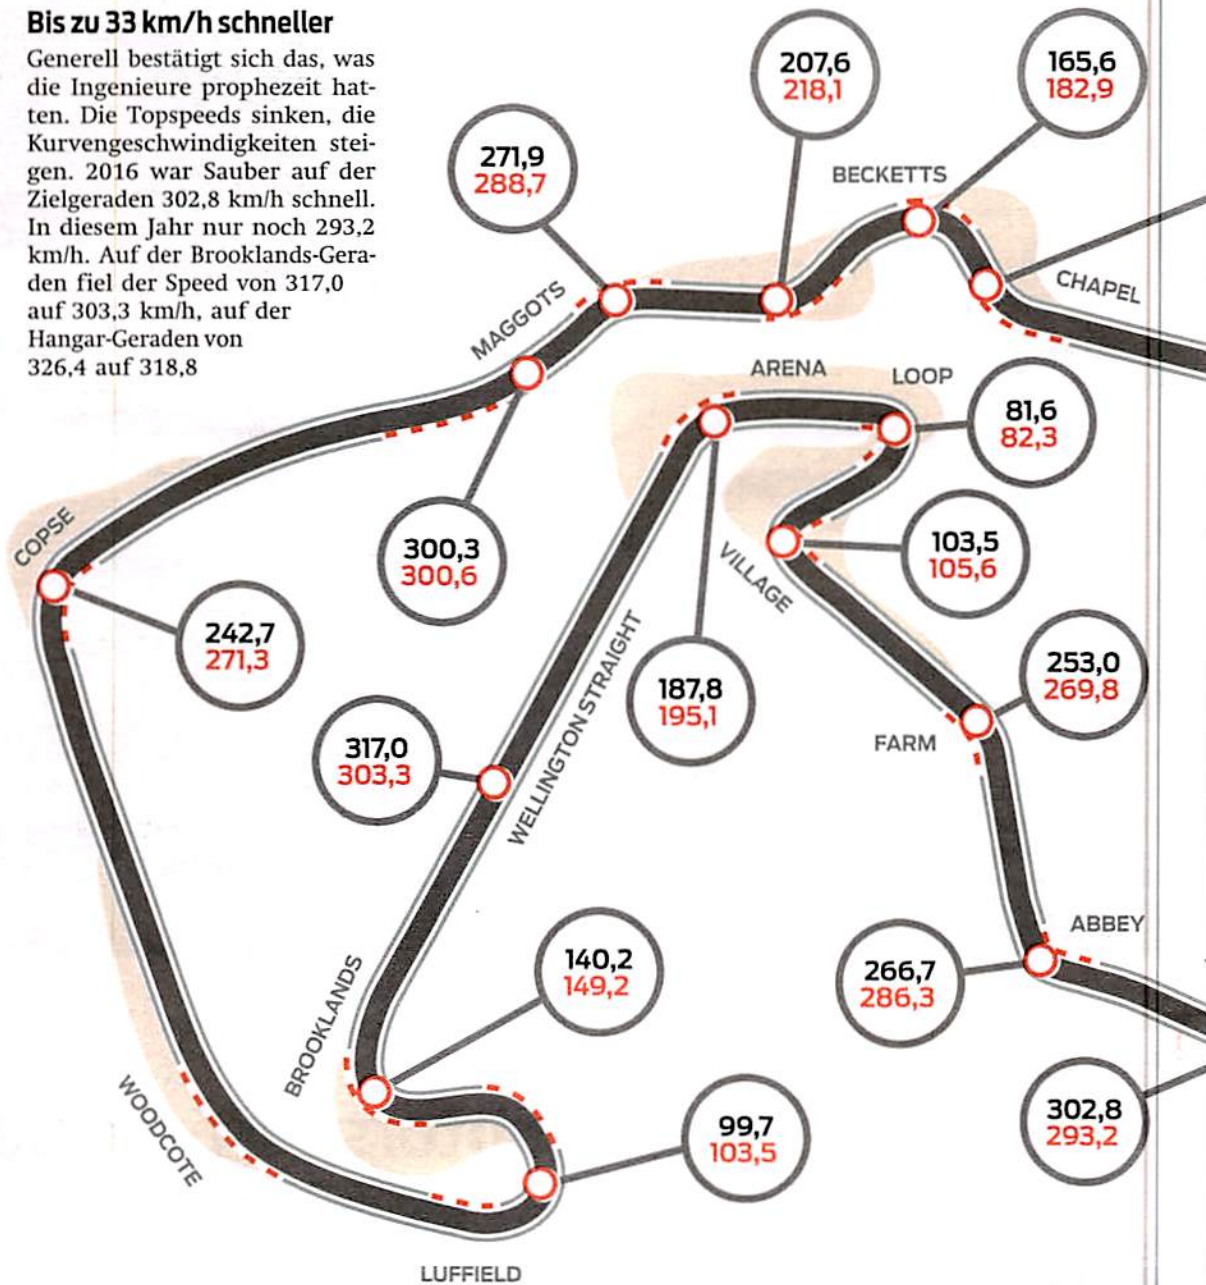 Bis zu 33 km/h schneller
Generell bestätigt sich das, was
die Ingenieure prophezeit hat-
ten. Die Topspeeds sinken, die
Kurvengeschwindigkeiten stei-
gen. 2016 war Sauber auf der
Zielgeraden 302,8 km/h schnell.
In diesem Jahr nur noch 293,2
km/h. Auf der Brooklands-Gera-
den fiel der Speed von 317,0
auf 303,3 km/h, auf der
Hangar-Geraden von
326,4 auf 318,8
207,6
218,1
165,6
182,9
271,9
288,7
BECKETTS
CHAPEL
MAGGOTS
ARENA
LOOP
81,6
82,3
COPSE
300,3
300,6
103,5
105,6
VILLAGE
242,7
271,3
253,0
269,8
187,8
195,1
WELLINGTON STRAIGHT
317,0
303,3
FARM
ABBEY
140,2
149,2
266,7
286,3
BROOKLANDS
WOODCOTE
99,7
103,5
302,8
293,2
LUFFIELD